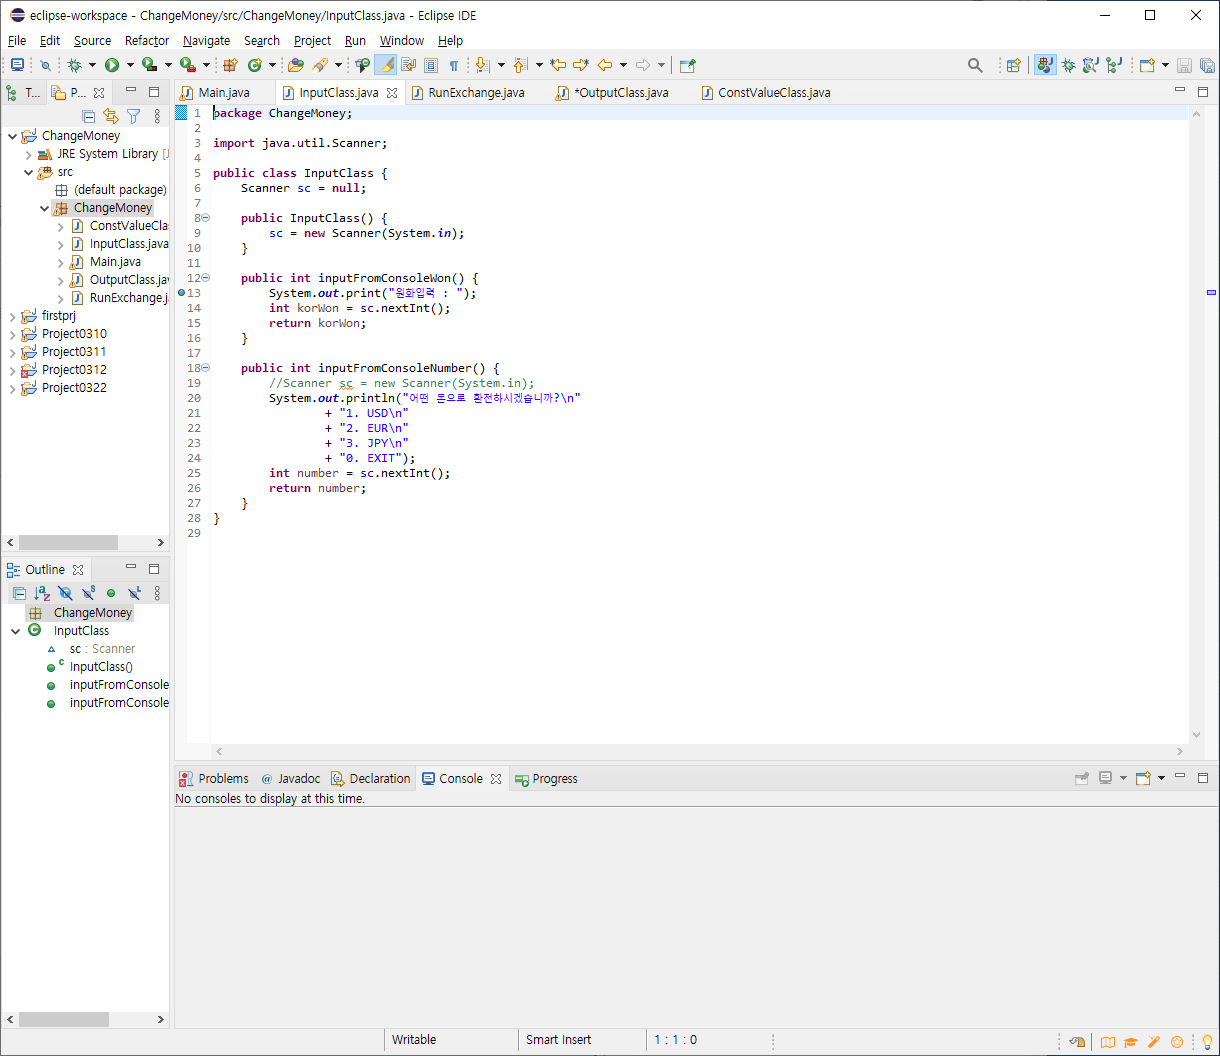 eclipse-workspace - ChangeMoney/src/ChangeMoney/InputClass.java - Eclipse IDE
File Edit Source Refactor Navigate Search Project Run Window Help
T... P...
Main.java InputClass.java RunExchange.java *OutputClass.java ConstValueClass.java
ChangeMoney
JRE System Library [J
src
(default package)
ChangeMoney
ConstValueClas
InputClass.java
Main.java
OutputClass.jav
RunExchange.j
firstprj
Project0310
Project0311
Project0312
Project0322
1 package ChangeMoney;
2
3 import java.util.Scanner;
4
5 public class InputClass {
6 Scanner sc = null;
7
8 public InputClass() {
9 sc = new Scanner(System.in);
10 }
11
12 public int inputFromConsoleWon() {
13 System.out.print("원화입력 : ");
14 int korWon = sc.nextInt();
15 return korWon;
16 }
17
18 public int inputFromConsoleNumber() {
19 //Scanner sc = new Scanner(System.in);
20 System.out.println("어떤 돈으로 환전하시겠습니까?\n"
21 + "1. USD\n"
22 + "2. EUR\n"
23 + "3. JPY\n"
24 + "0. EXIT");
25 int number = sc.nextInt();
26 return number;
27 }
28 }
29
Outline
ChangeMoney
InputClass
sc : Scanner
InputClass()
inputFromConsole
inputFromConsole
Problems @ Javadoc Declaration Console Progress
No consoles to display at this time.
Writable Smart Insert 1 : 1 : 0